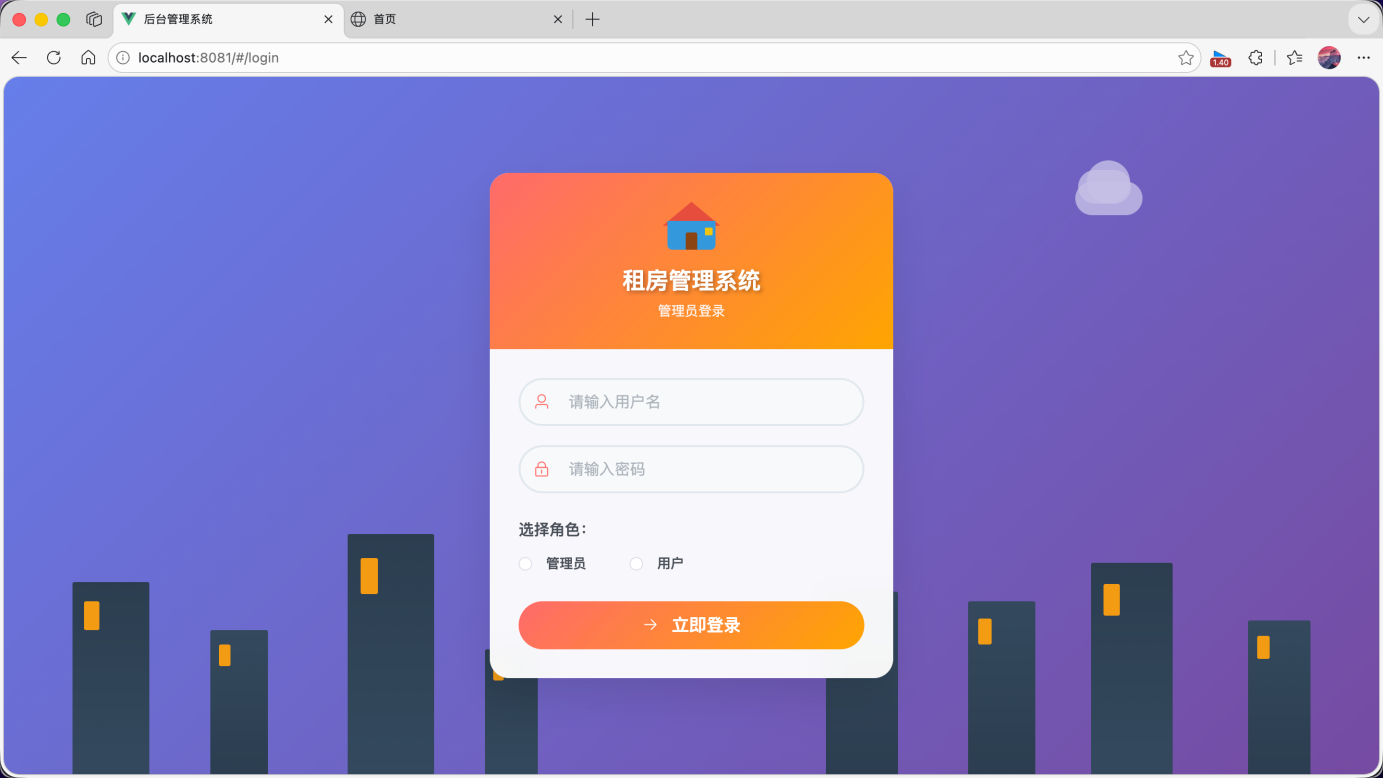 后台管理系统
首页
localhost:8081/#/login
1.40
租房管理系统
管理员登录
请输入用户名
请输入密码
选择角色：
管理员 用户
立即登录